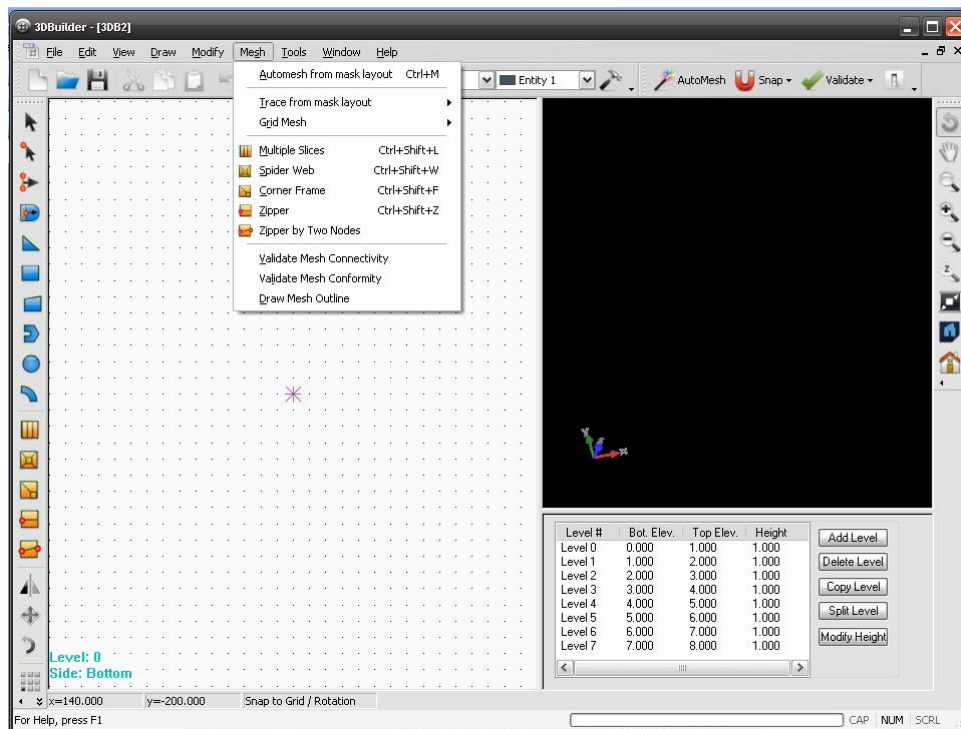 3DBuilder - [3DB2]
File Edit View Draw Modify Mesh Tools Window Help
Entity 1 AutoMesh Snap Validate
Automesh from mask layout Ctrl+M
Trace from mask layout
Grid Mesh
Multiple Slices Ctrl+Shift+L
Spider Web Ctrl+Shift+W
Corner Frame Ctrl+Shift+F
Zipper Ctrl+Shift+Z
Zipper by Two Nodes
Validate Mesh Connectivity
Validate Mesh Conformity
Draw Mesh Outline
Level: 0
Side: Bottom
Level # Bot. Elev. Top Elev. Height
Level 0 0.000 1.000 1.000
Level 1 1.000 2.000 1.000
Level 2 2.000 3.000 1.000
Level 3 3.000 4.000 1.000
Level 4 4.000 5.000 1.000
Level 5 5.000 6.000 1.000
Level 6 6.000 7.000 1.000
Level 7 7.000 8.000 1.000
Add Level
Delete Level
Copy Level
Split Level
Modify Height
x=140.000 y=-200.000 Snap to Grid / Rotation
For Help, press F1 CAP NUM SCRL